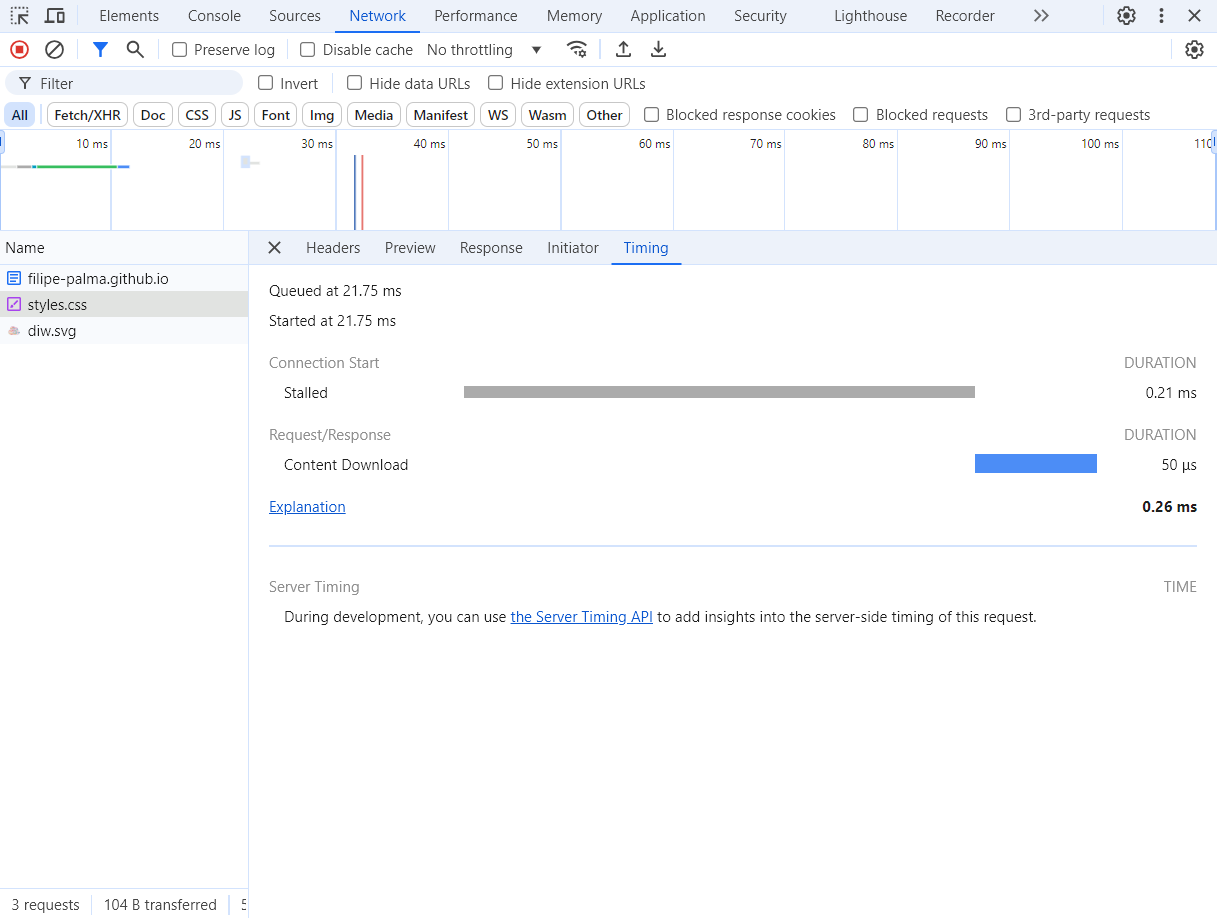 Elements Console Sources Network Performance Memory Application Security Lighthouse Recorder
Preserve log Disable cache No throttling
Filter Invert Hide data URLs Hide extension URLs
All Fetch/XHR Doc CSS JS Font Img Media Manifest WS Wasm Other Blocked response cookies Blocked requests 3rd-party requests
10 ms 20 ms 30 ms 40 ms 50 ms 60 ms 70 ms 80 ms 90 ms 100 ms 110
Name
filipe-palma.github.io
styles.css
diw.svg
Headers Preview Response Initiator Timing
Queued at 21.75 ms
Started at 21.75 ms
Connection Start DURATION
Stalled 0.21 ms
Request/Response DURATION
Content Download 50 μs
Explanation 0.26 ms
Server Timing TIME
During development, you can use the Server Timing API to add insights into the server-side timing of this request.
3 requests 104 B transferred